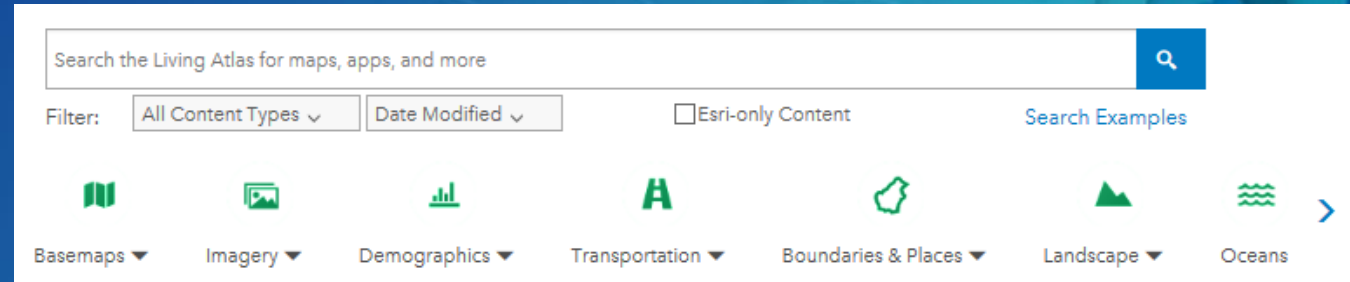 Search the Living Atlas for maps, apps, and more
Filter: All Content Types Date Modified Esri-only Content Search Examples
Basemaps Imagery Demographics Transportation Boundaries & Places Landscape Oceans